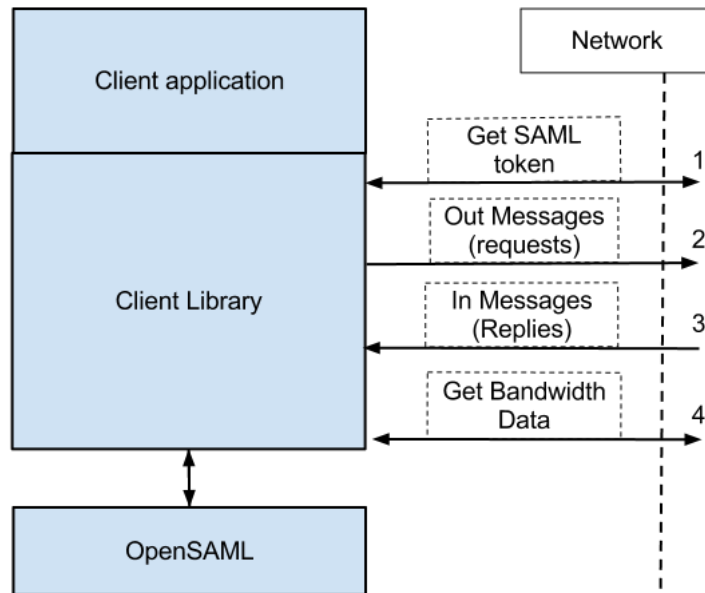 Client application
Network
Get SAML
token
1
Out Messages
(requests)
2
Client Library
In Messages
(Replies)
3
Get Bandwidth
Data
4
OpenSAML